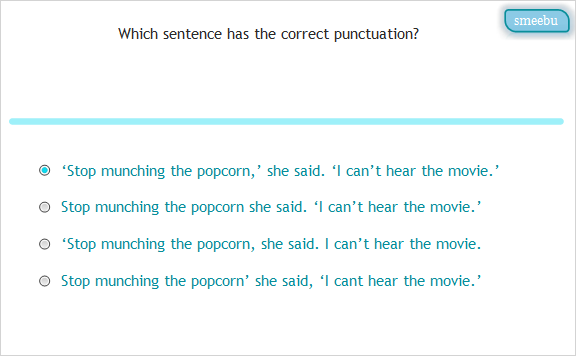 smeebu
Which sentence has the correct punctuation?
‘Stop munching the popcorn,’ she said. ‘I can’t hear the movie.’
Stop munching the popcorn she said. ‘I can’t hear the movie.’
‘Stop munching the popcorn, she said. I can’t hear the movie.
Stop munching the popcorn’ she said, ‘I cant hear the movie.’